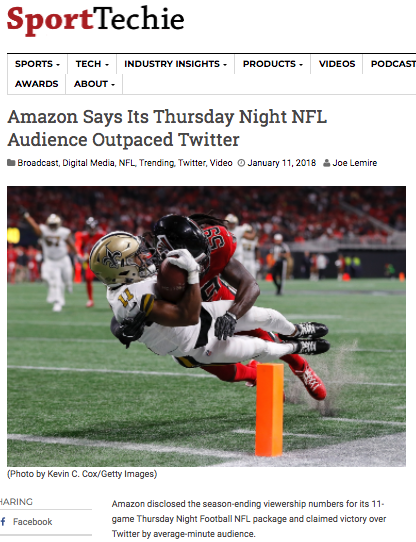 SportTechie
SPORTS TECH INDUSTRY INSIGHTS PRODUCTS VIDEOS PODCAST
AWARDS ABOUT
Amazon Says Its Thursday Night NFL
Audience Outpaced Twitter
Broadcast, Digital Media, NFL, Trending, Twitter, Video January 11, 2018 Joe Lemire
11
(Photo by Kevin C. Cox/Getty Images)
HARING
f Facebook
Amazon disclosed the season-ending viewership numbers for its 11-
game Thursday Night Football NFL package and claimed victory over
Twitter by average-minute audience.